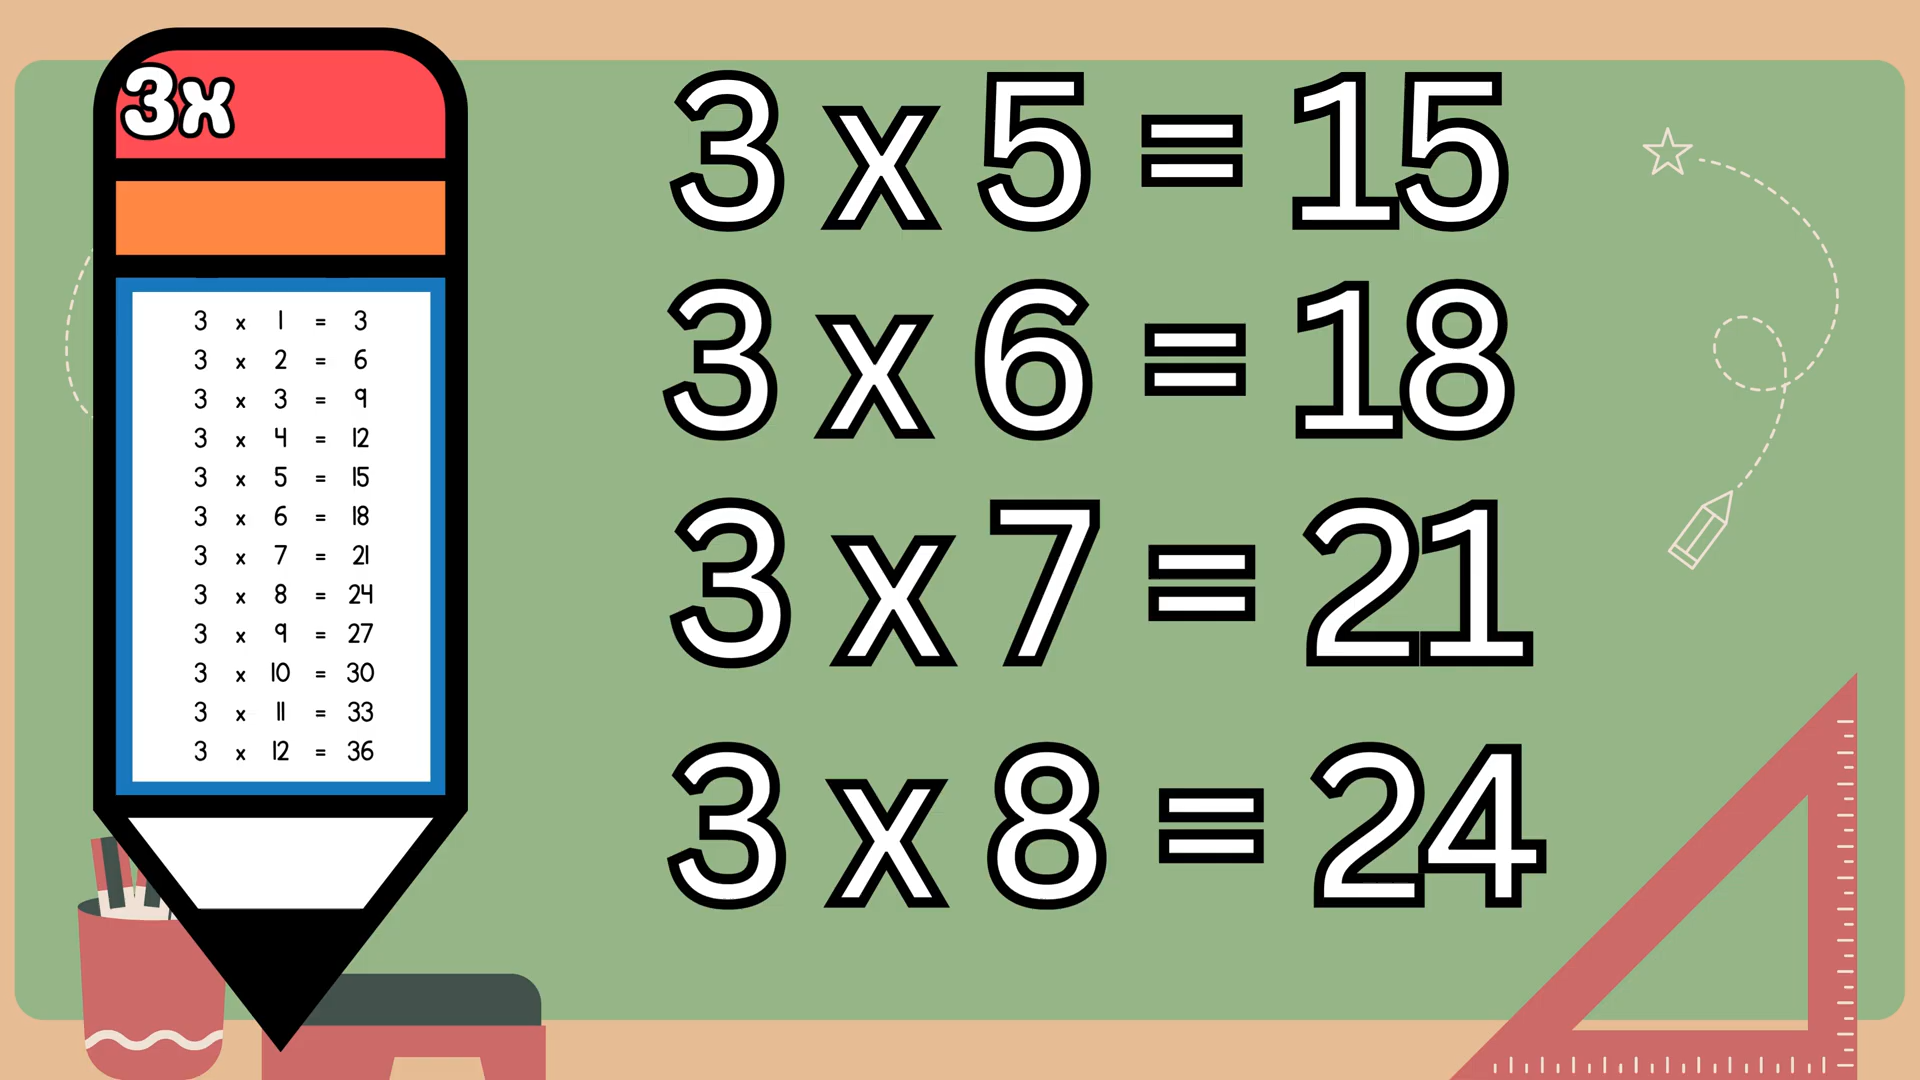 3x
3 x 1 = 3
3 x 2 = 6
3 x 3 = 9
3 x 4 = 12
3 x 5 = 15
3 x 6 = 18
3 x 7 = 21
3 x 8 = 24
3 x 9 = 27
3 x 10 = 30
3 x 11 = 33
3 x 12 = 36
3 x 5 = 15
3 x 6 = 18
3 x 7 = 21
3 x 8 = 24